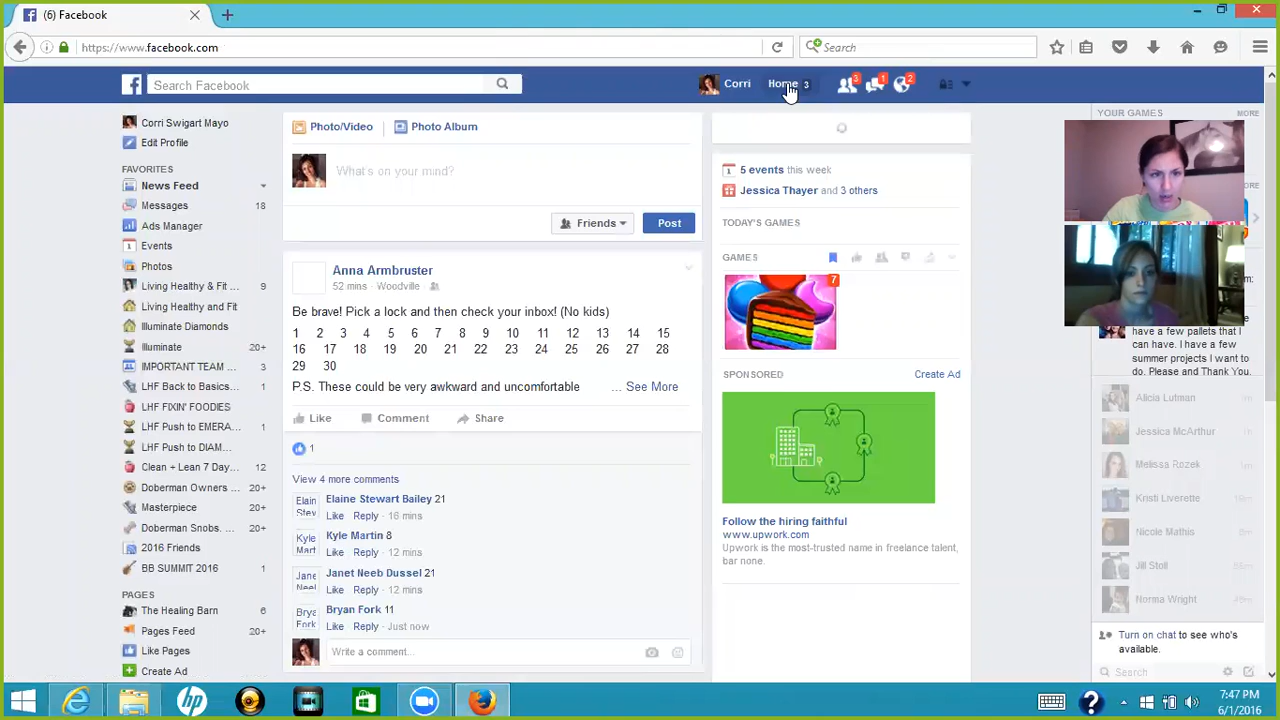 (6) Facebook
https://www.facebook.com
Search
Search Facebook
Corri
Home 3
3
1
2
Corri Swigart Mayo
Edit Profile
FAVORITES
News Feed
Messages 18
Ads Manager
Events
Photos
Living Healthy & Fit ... 9
Living Healthy and Fit
Illuminate Diamonds
Illuminate 20+
IMPORTANT TEAM ... 3
LHF Back to Basics...
LHF FIXIN' FOODIES
LHF Push to EMERA... 1
LHF Push to DIAM...
Clean + Lean 7 Day... 12
Doberman Owners ... 20+
Masterpiece 20+
Doberman Snobs. ... 20+
2016 Friends
BB SUMMIT 2016 1
PAGES
The Healing Barn 6
Pages Feed 20+
Like Pages
Create Ad
Photo/Video
Photo Album
What's on your mind?
Friends
Post
Anna Armbruster
52 mins · Woodville ·
Be brave! Pick a lock and then check your inbox! (No kids)
1 2 3 4 5 6 7 8 9 10 11 12 13 14 15
16 17 18 19 20 21 22 23 24 25 26 27 28
29 30
P.S. These could be very awkward and uncomfortable ... See More
Like Comment Share
1
View 4 more comments
Elaine Stewart Bailey 21
Like · Reply · 16 mins
Kyle Martin 8
Like · Reply · 12 mins
Janet Neeb Dussel 21
Like · Reply · 12 mins
Bryan Fork 11
Like · Reply · Just now
Write a comment...
5 events this week
Jessica Thayer and 3 others
TODAY'S GAMES
GAMES
7
SPONSORED
Create Ad
Follow the hiring faithful
www.upwork.com
Upwork is the most-trusted name in freelance talent,
bar none.
YOUR GAMES MORE
have a few pallets that I
can have. I have a few
summer projects I want to
do. Please and Thank You.
Alicia Lutman
Jessica McArthur 1m
Melissa Rozek
Kristi Liverette
Nicole Mathis
Jill Stoll
Norma Wright
Turn on chat to see who's
available.
Search
7:47 PM
6/1/2016